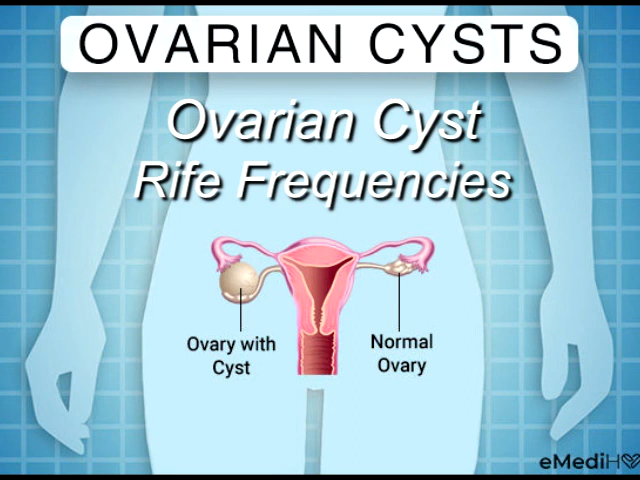 OVARIAN CYSTS
Ovarian Cyst
Rife Frequencies
Ovary with
Cyst
Normal
Ovary
eMediH